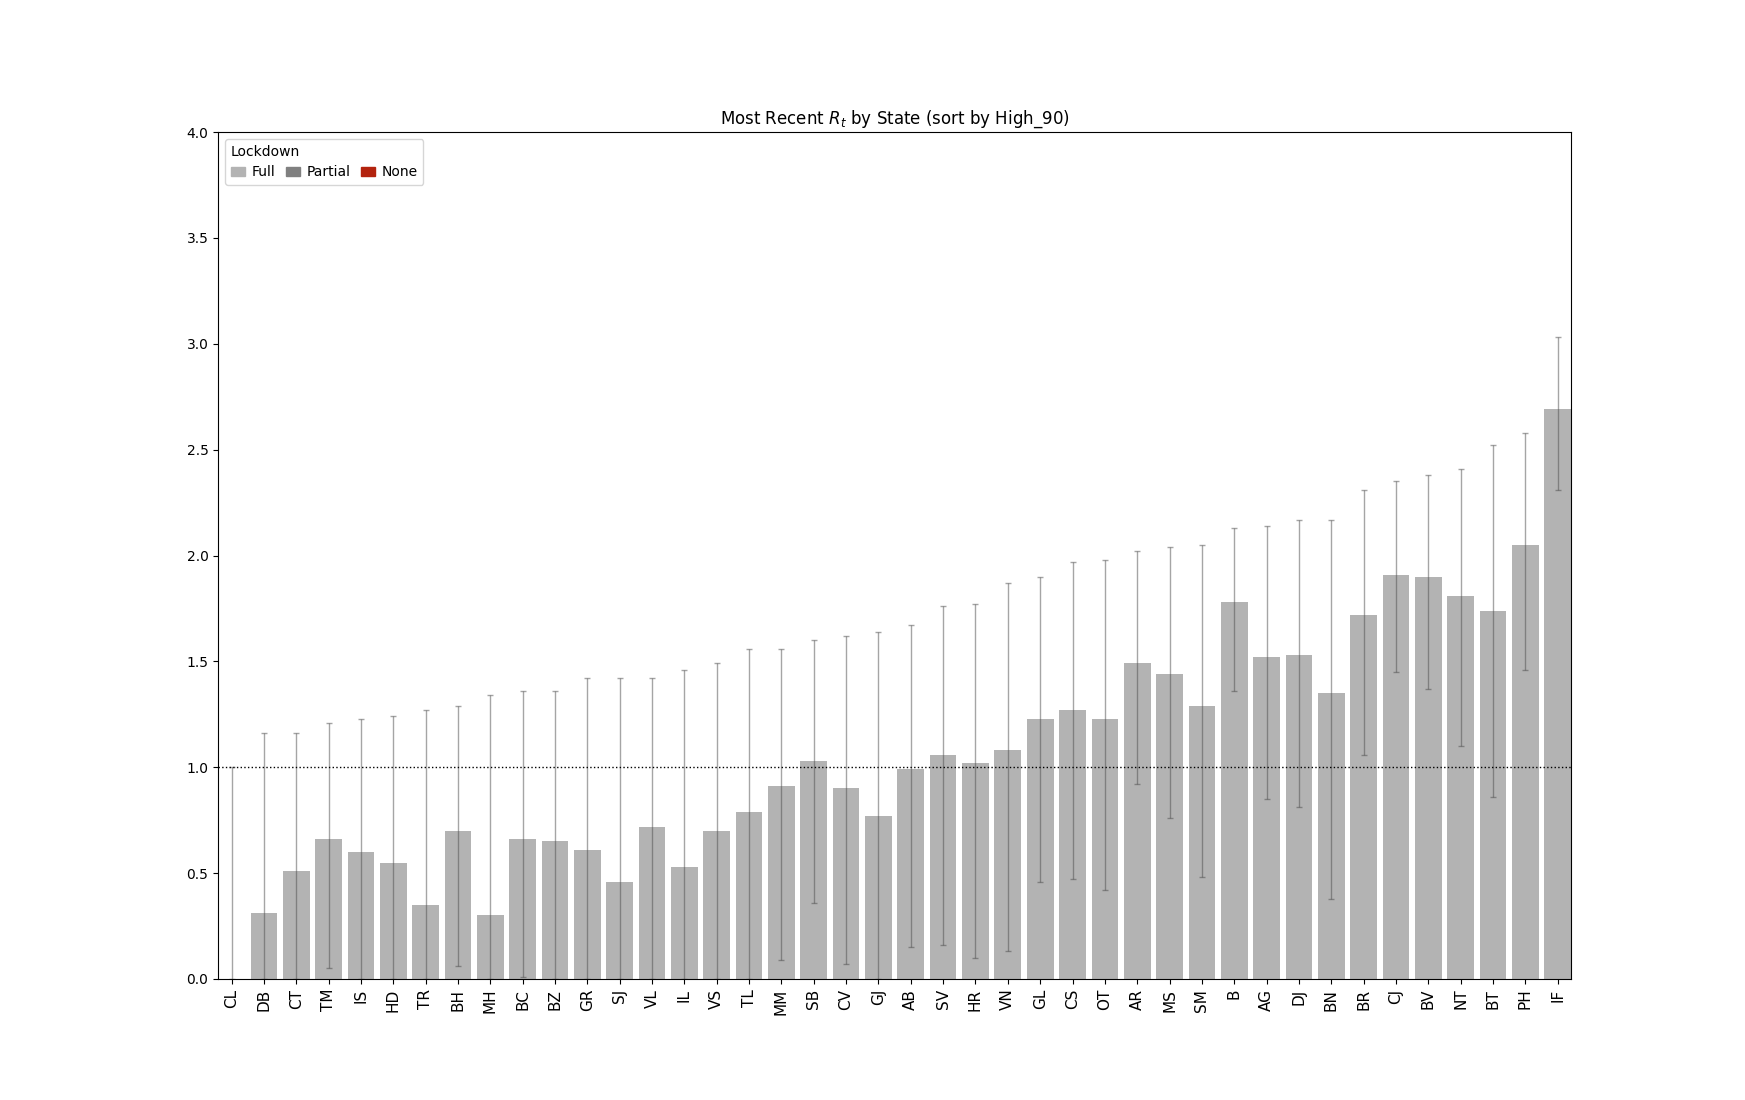 Most Recent R_t by State (sort by High_90)
Lockdown
Full Partial None
4.0
3.5
3.0
2.5
2.0
1.5
1.0
0.5
0.0
CL DB CT TM IS HD TR BH MH BC BZ GR SJ VL IL VS TL MM SB CV GJ AB SV HR VN GL CS OT AR MS SM B AG DJ BN BR CJ BV NT BT PH IF